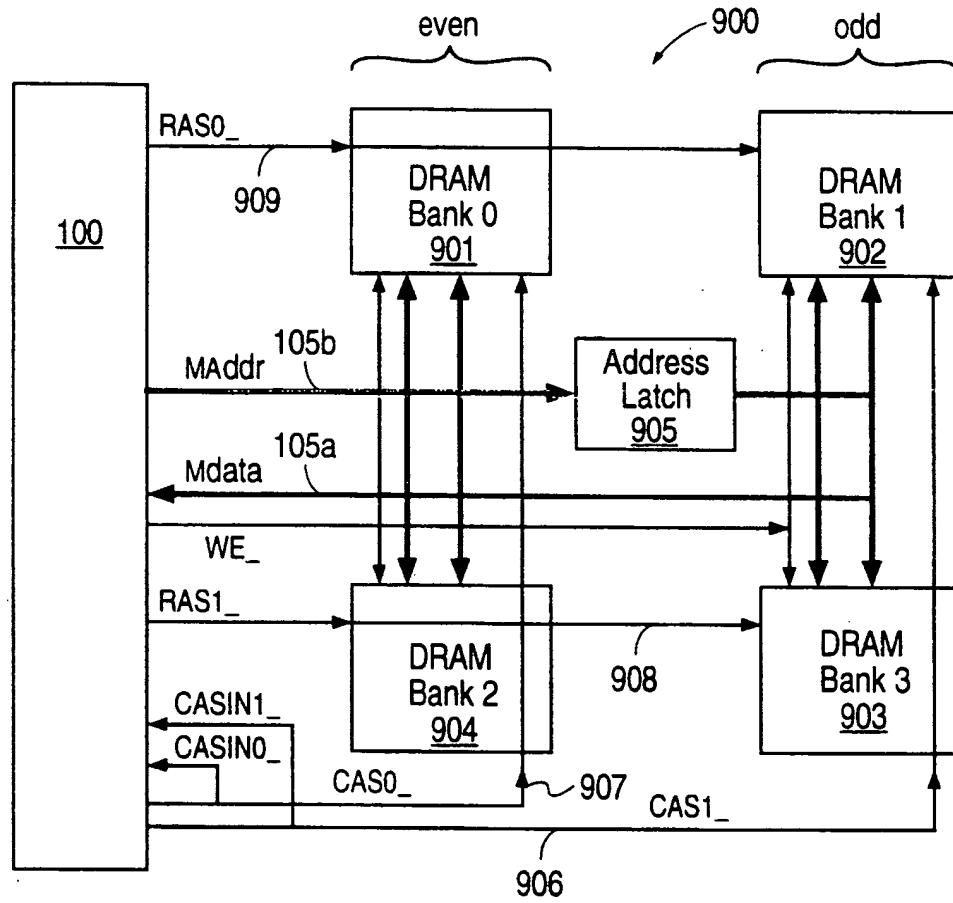 even
900
odd
RAS0_
909
DRAM
Bank 0
901
DRAM
Bank 1
902
100
MAddr
105b
Address
Latch
905
Mdata
105a
WE_
RAS1_
908
DRAM
Bank 2
904
DRAM
Bank 3
903
CASIN1_
CASIN0_
CAS0_
907
CAS1_
906